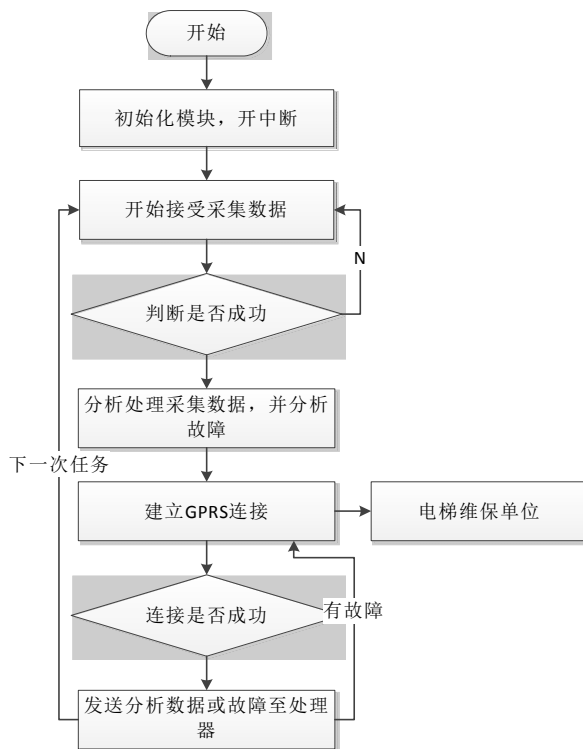 开始
初始化模块，开中断
开始接受采集数据
N
判断是否成功
分析处理采集数据，并分析
故障
下一次任务
建立GPRS连接
电梯维保单位
连接是否成功
有故障
发送分析数据或故障至处理
器